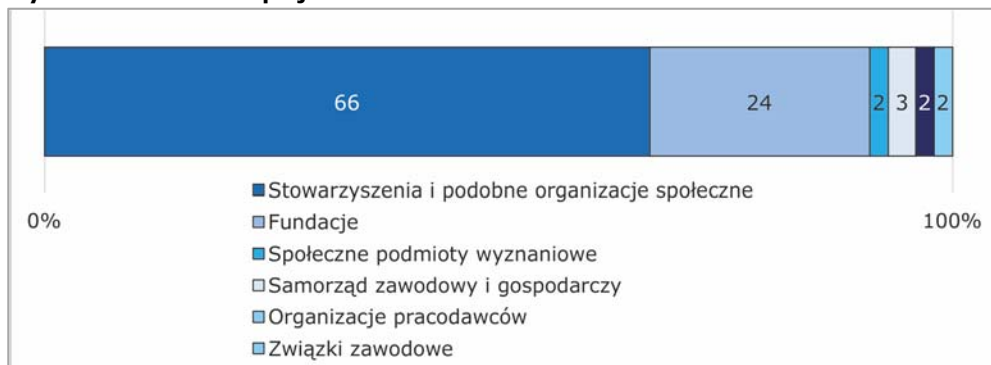 66 24 2 3 2 2
Stowarzyszenia i podobne organizacje społeczne
0% Fundacje 100%
Społeczne podmioty wyznaniowe
Samorząd zawodowy i gospodarczy
Organizacje pracodawców
Związki zawodowe